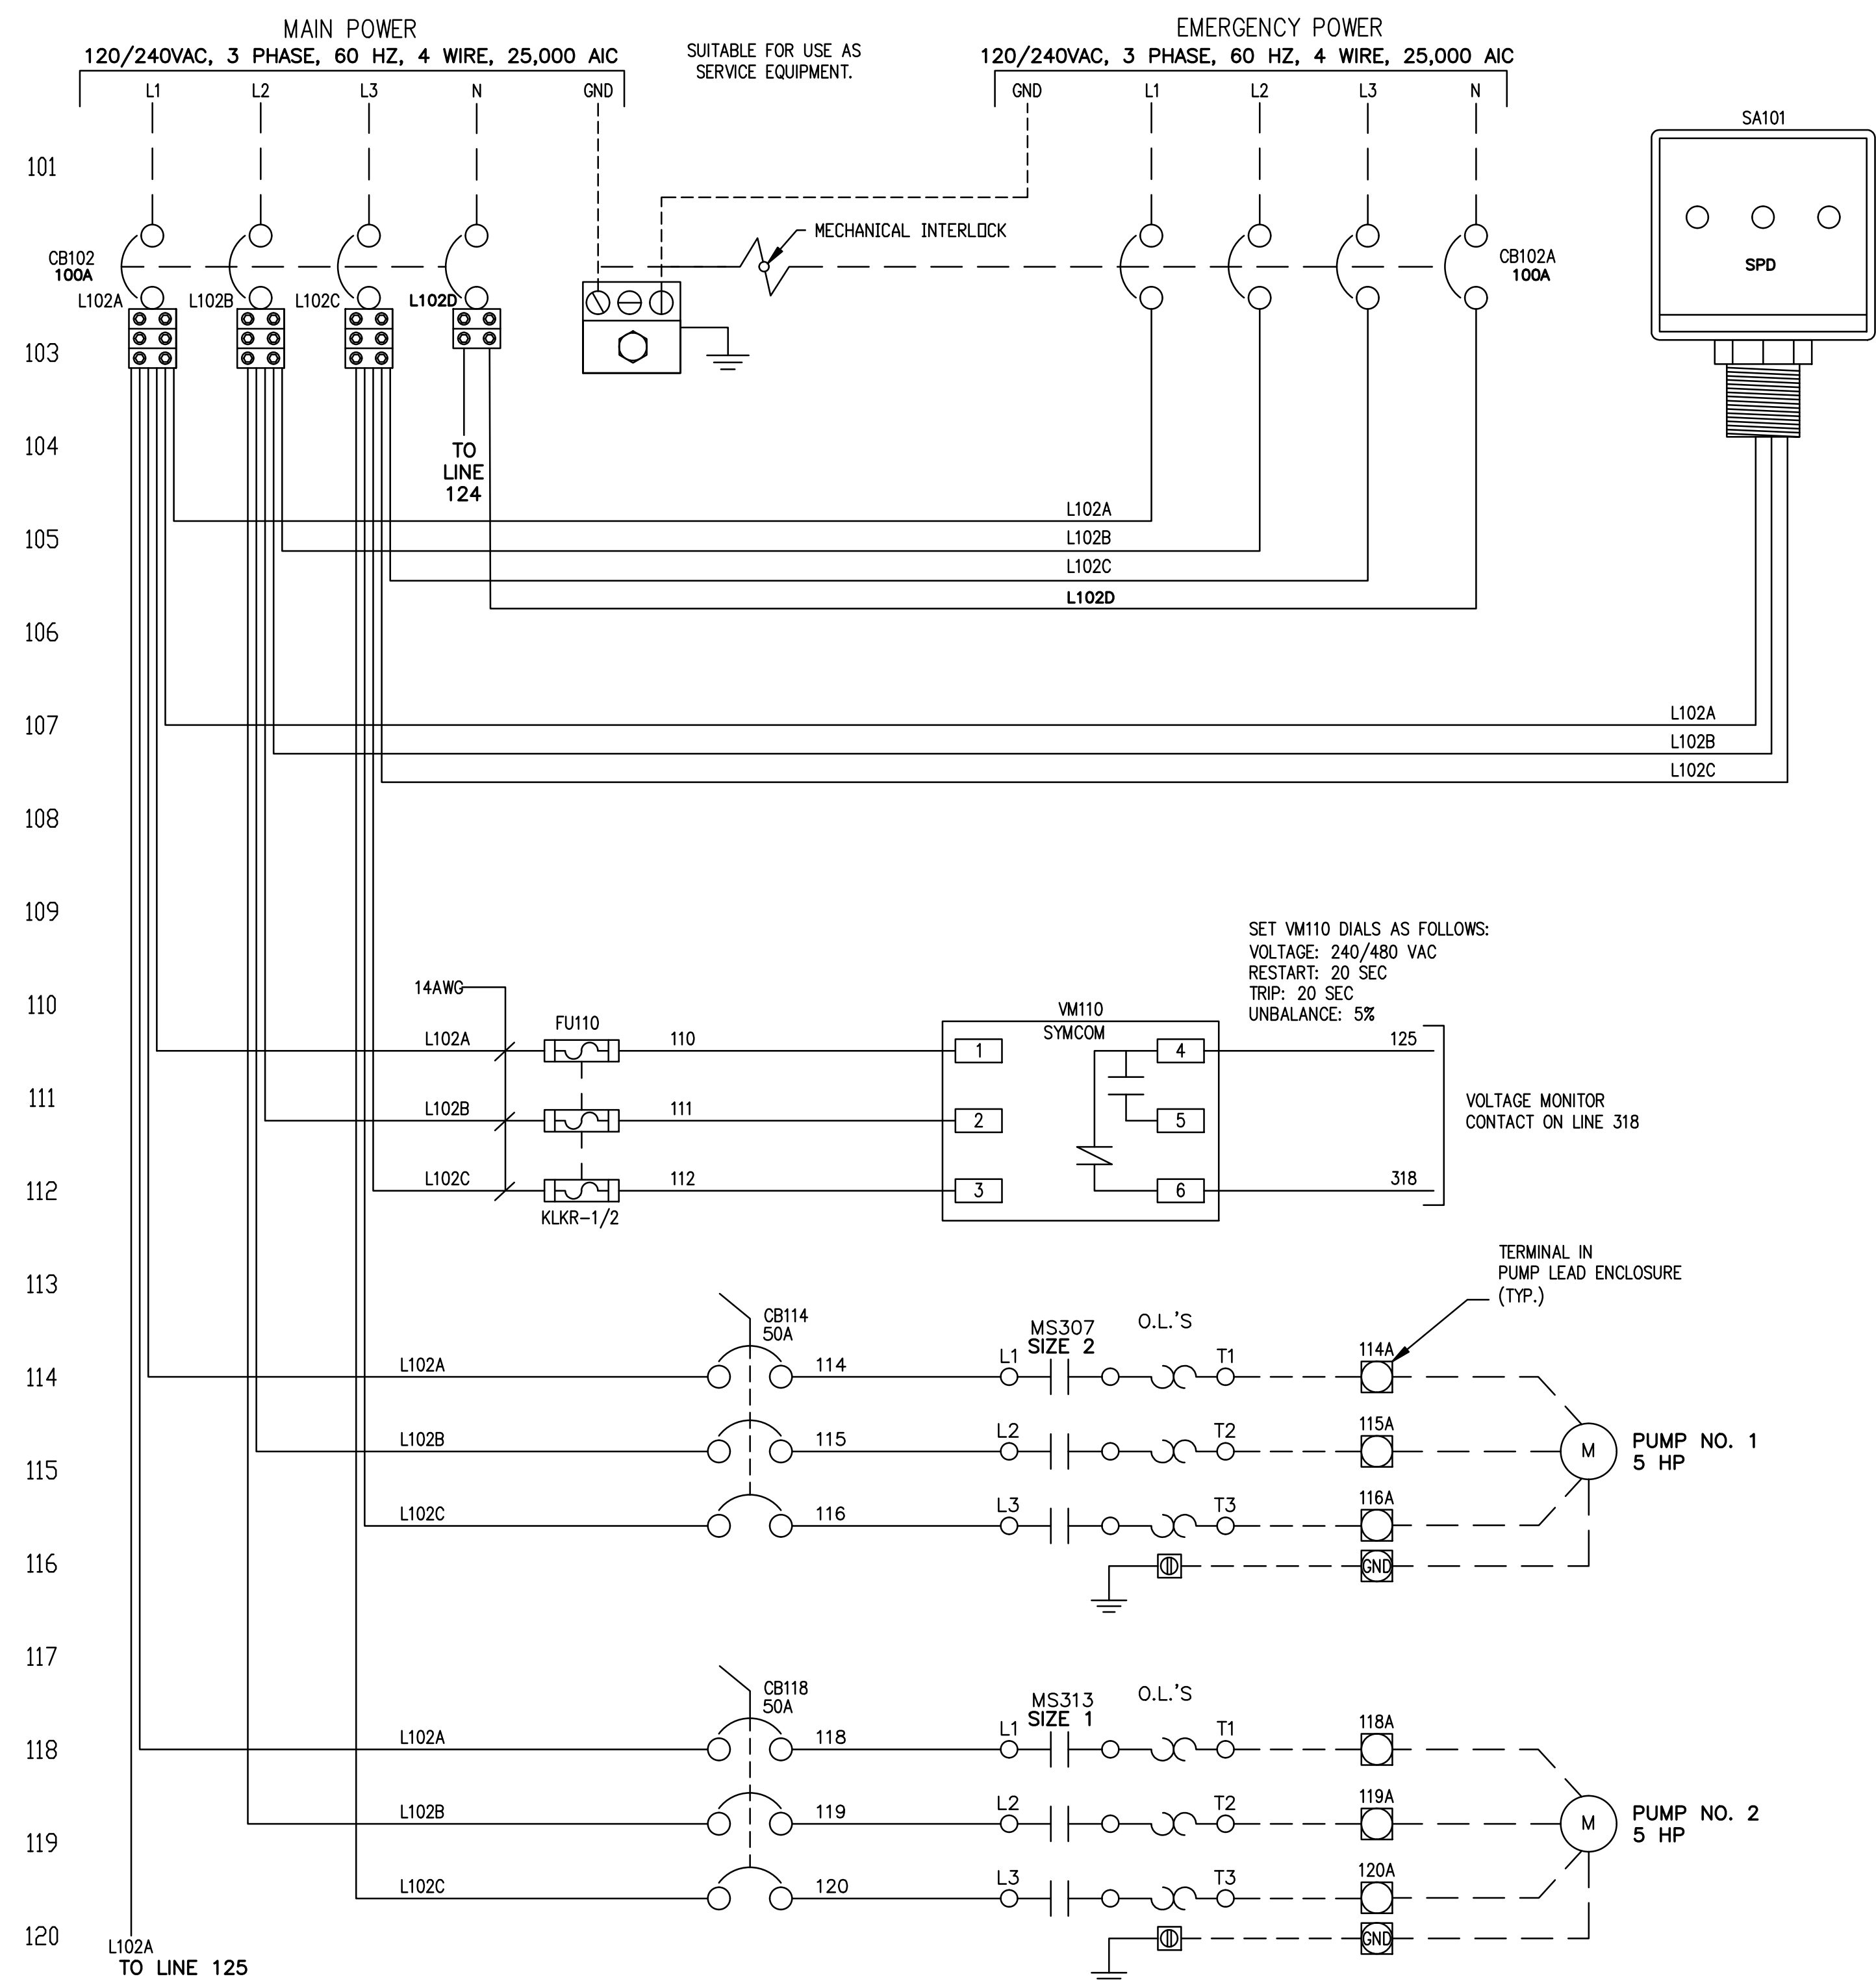 MAIN POWER
120/240VAC, 3 PHASE, 60 HZ, 4 WIRE, 25,000 AIC
L1 L2 L3 N GND
SUITABLE FOR USE AS
SERVICE EQUIPMENT.
EMERGENCY POWER
120/240VAC, 3 PHASE, 60 HZ, 4 WIRE, 25,000 AIC
GND L1 L2 L3 N
SA101
SPD
101
MECHANICAL INTERLOCK
CB102
100A
L102A L102B L102C L102D
CB102A
100A
103
104
TO
LINE
124
L102A
105
L102B
L102C
L102D
106
107
L102A
L102B
L102C
108
109
SET VM110 DIALS AS FOLLOWS:
VOLTAGE: 240/480 VAC
RESTART: 20 SEC
TRIP: 20 SEC
UNBALANCE: 5%
14AWG
110
FU110
VM110
SYMCOM
L102A 110 1 4 125
111
L102B 111 2 5
VOLTAGE MONITOR
CONTACT ON LINE 318
112
L102C 112 3 6 318
KLKR-1/2
113
TERMINAL IN
PUMP LEAD ENCLOSURE
(TYP.)
CB114
50A
MS307
SIZE 2
O.L.'S
114
L102A 114 L1 T1 114A
L102B 115 L2 T2 115A
M
PUMP NO. 1
5 HP
115
L102C 116 L3 T3 116A
116
GND
117
CB118
50A
MS313
SIZE 1
O.L.'S
118
L102A 118 L1 T1 118A
L102B 119 L2 T2 119A
M
PUMP NO. 2
5 HP
119
L102C 120 L3 T3 120A
120
GND
L102A
TO LINE 125